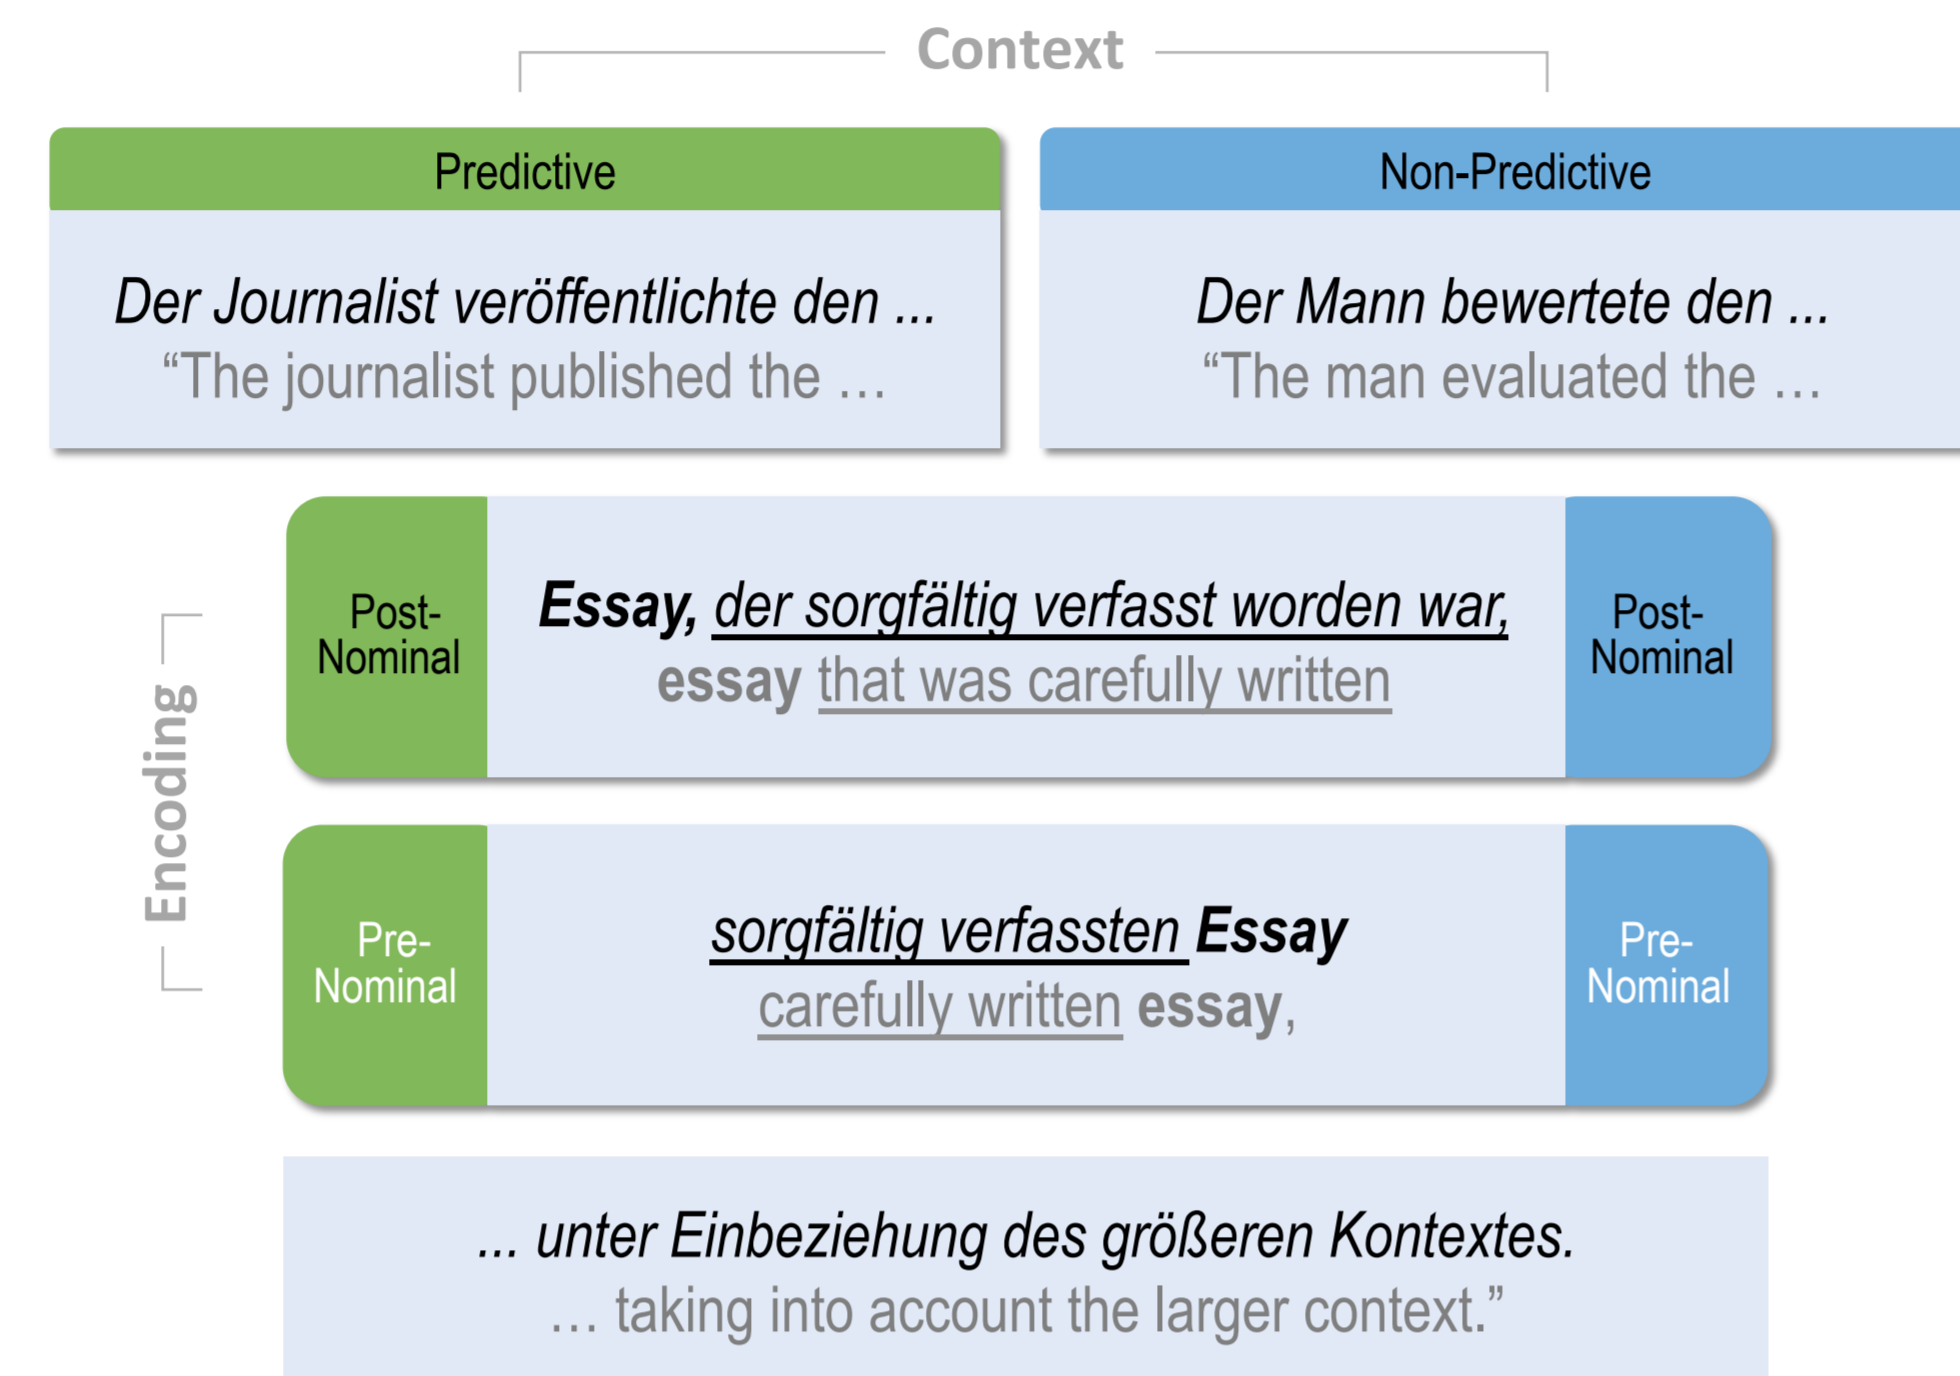 Context
Predictive
Non-Predictive
Der Journalist veröffentlichte den ...
“The journalist published the …
Der Mann bewertete den ...
“The man evaluated the …
Encoding
Post-
Nominal
Essay, der sorgfältig verfasst worden war,
essay that was carefully written
Post-
Nominal
Pre-
Nominal
sorgfältig verfassten Essay
carefully written essay,
Pre-
Nominal
... unter Einbeziehung des größeren Kontextes.
… taking into account the larger context.”